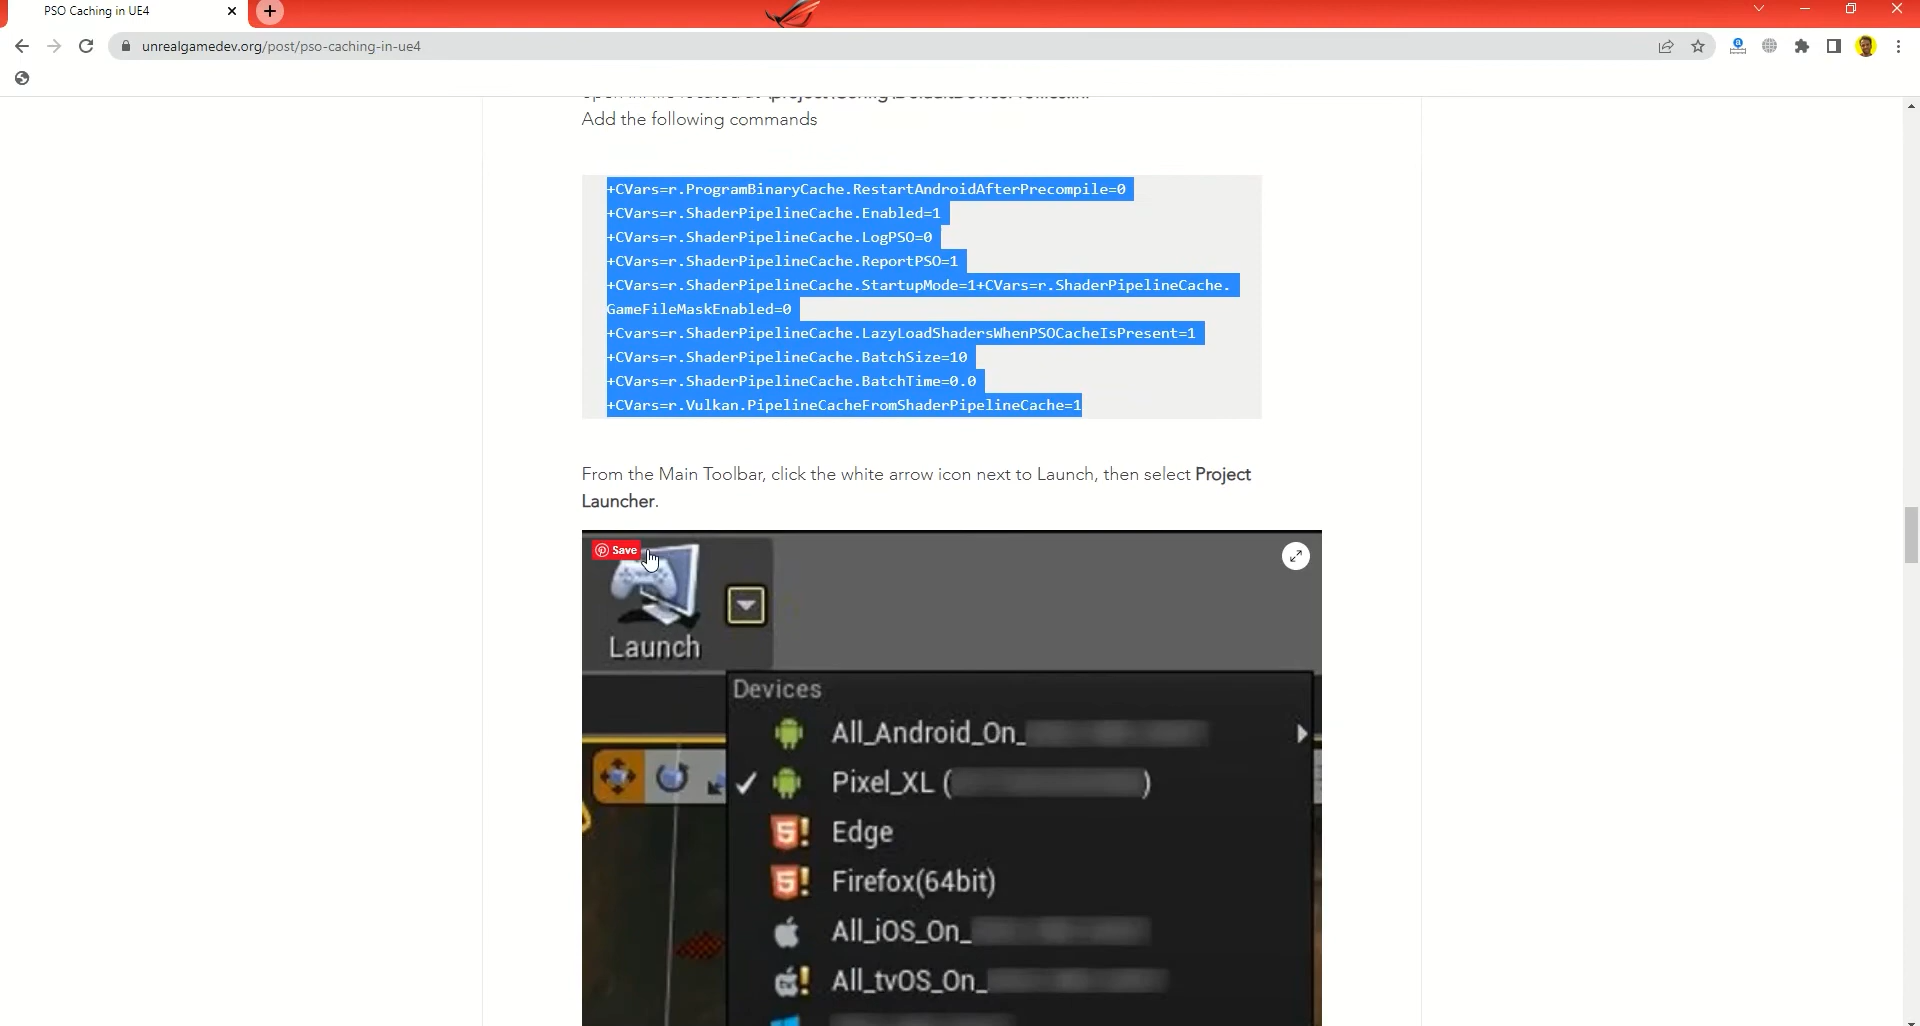 PSO Caching in UE4
unrealgamedev.org/post/pso-caching-in-ue4
Add the following commands
+CVars=r.ProgramBinaryCache.RestartAndroidAfterPrecompile=0
+CVars=r.ShaderPipelineCache.Enabled=1
+CVars=r.ShaderPipelineCache.LogPSO=0
+CVars=r.ShaderPipelineCache.ReportPSO=1
+CVars=r.ShaderPipelineCache.StartupMode=1+CVars=r.ShaderPipelineCache.
GameFileMaskEnabled=0
+Cvars=r.ShaderPipelineCache.LazyLoadShadersWhenPSOCacheIsPresent=1
+CVars=r.ShaderPipelineCache.BatchSize=10
+CVars=r.ShaderPipelineCache.BatchTime=0.0
+CVars=r.Vulkan.PipelineCacheFromShaderPipelineCache=1
From the Main Toolbar, click the white arrow icon next to Launch, then select Project
Launcher.
Save
Launch
Devices
All_Android_On_
Pixel_XL ( )
Edge
Firefox(64bit)
All_iOS_On_
All_tvOS_On_